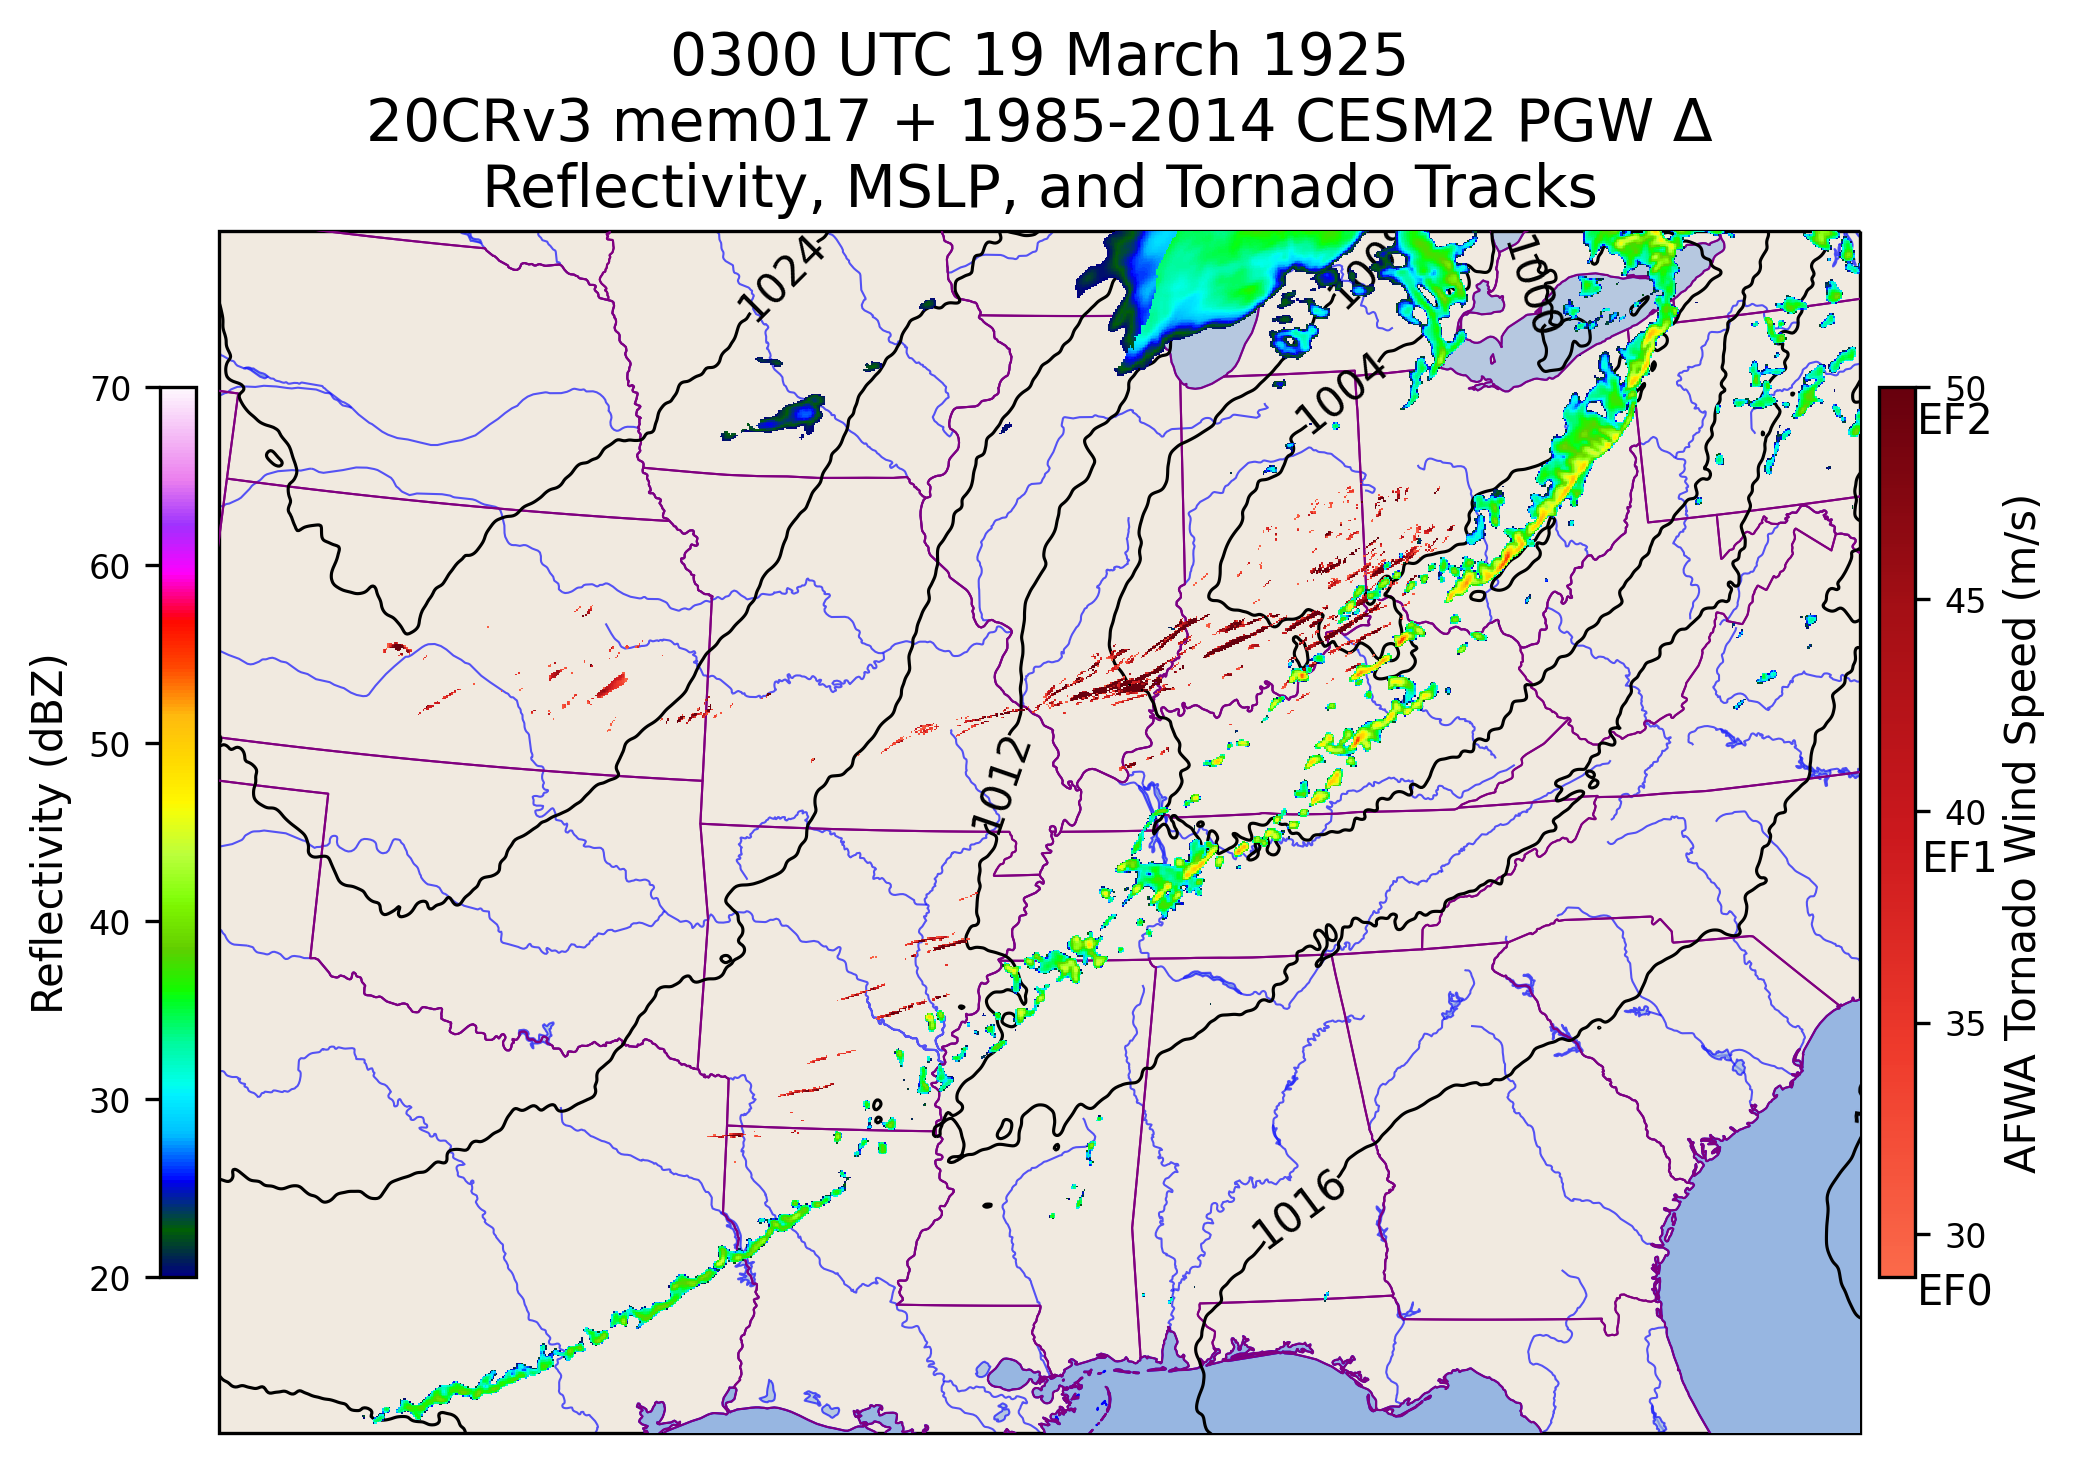 0300 UTC 19 March 1925
20CRv3 mem017 + 1985-2014 CESM2 PGW Δ
Reflectivity, MSLP, and Tornado Tracks
1024
1008
1008
1004
1012
1016
70
60
50
40
30
20
Reflectivity (dBZ)
50
EF2
45
40
EF1
35
30
EF0
AFWA Tornado Wind Speed (m/s)